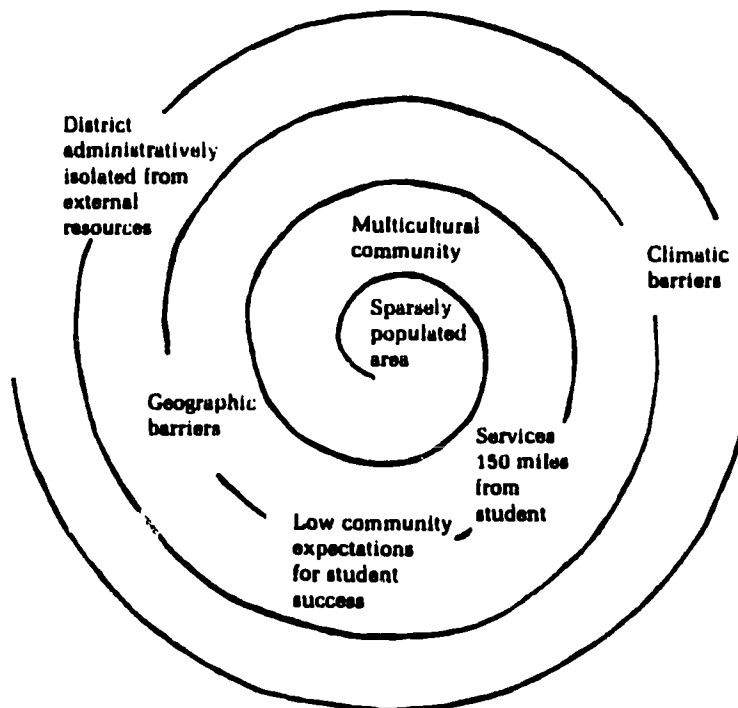 District
administratively
isolated from
external
resources
Multicultural
community
Climatic
barriers
Sparsely
populated
area
Geographic
barriers
Services
150 miles
from
student
Low community
expectations
for student
success